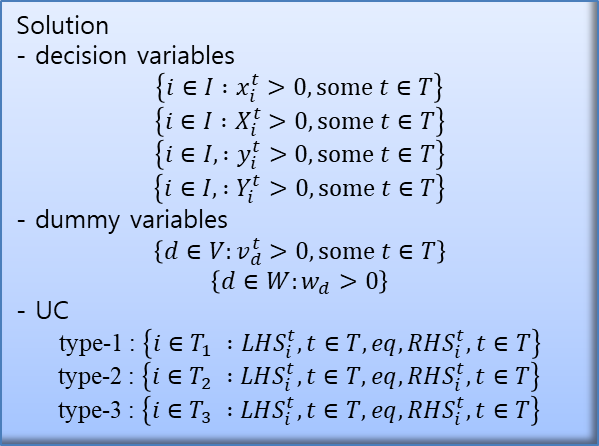 Solution
- decision variables
{i ∈ I : x_i^t > 0, some t ∈ T}
{i ∈ I : X_i^t > 0, some t ∈ T}
{i ∈ I, : y_i^t > 0, some t ∈ T}
{i ∈ I, : Y_i^t > 0, some t ∈ T}
- dummy variables
{d ∈ V: v_d^t > 0, some t ∈ T}
{d ∈ W: w_d > 0}
- UC
type-1 : {i ∈ T_1 : LHS_i^t, t ∈ T, eq, RHS_i^t, t ∈ T}
type-2 : {i ∈ T_2 : LHS_i^t, t ∈ T, eq, RHS_i^t, t ∈ T}
type-3 : {i ∈ T_3 : LHS_i^t, t ∈ T, eq, RHS_i^t, t ∈ T}